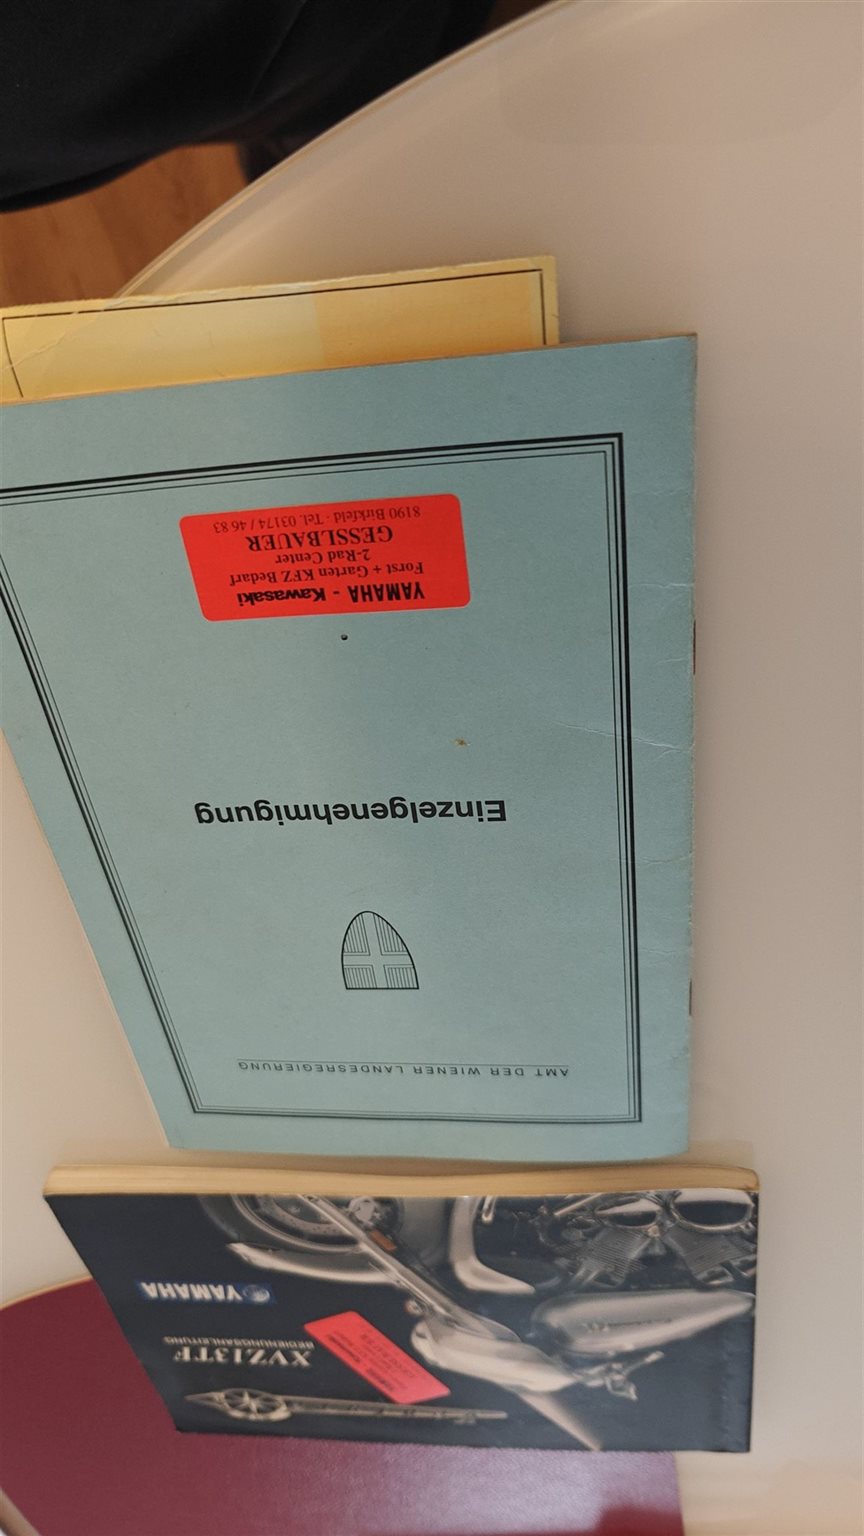 AMT DER WIENER LANDESREGIERUNG
Einzelgenehmigung
YAMAHA - Kawasaki
Forst + Garten KFZ Bedarf
2-Rad Center
GESSLBAUER
8190 Birkfeld · Tel. 03174 / 46 83
XVZ13TF
BEDIENUNGSANLEITUNG
YAMAHA